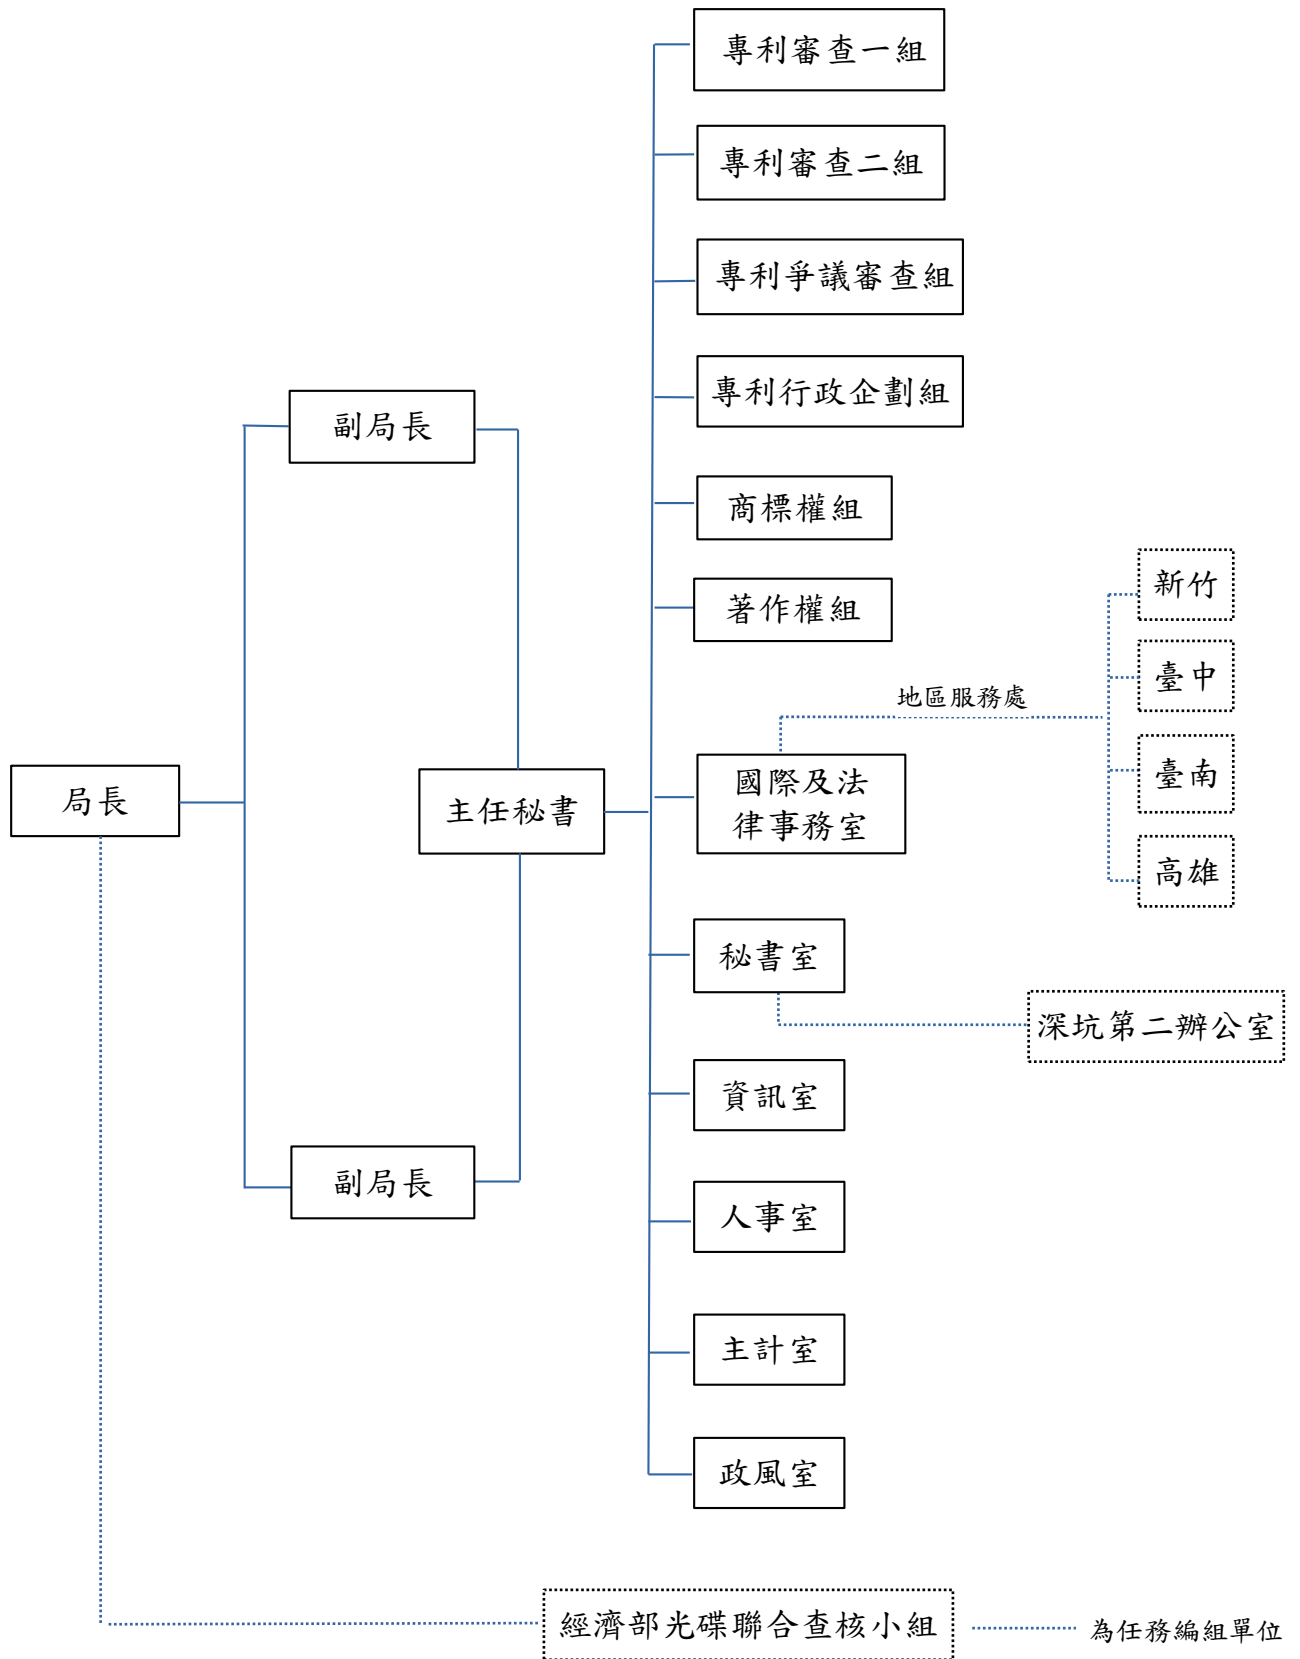 專利審查一組
專利審查二組
專利爭議審查組
專利行政企劃組
副局長
商標權組
新竹
著作權組
臺中
地區服務處
臺南
國際及法
律事務室
局長
主任秘書
高雄
秘書室
深坑第二辦公室
資訊室
副局長
人事室
主計室
政風室
經濟部光碟聯合查核小組
為任務編組單位